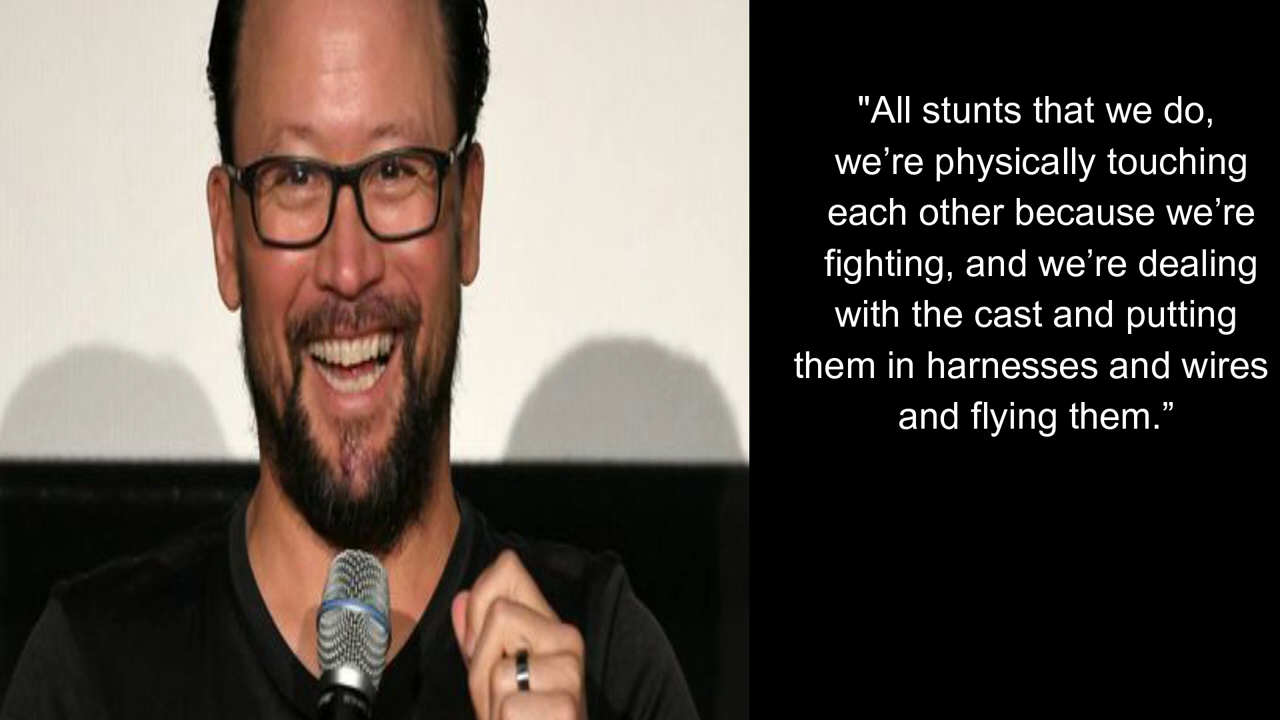 "All stunts that we do,
we’re physically touching
each other because we’re
fighting, and we’re dealing
with the cast and putting
them in harnesses and wires
and flying them.”